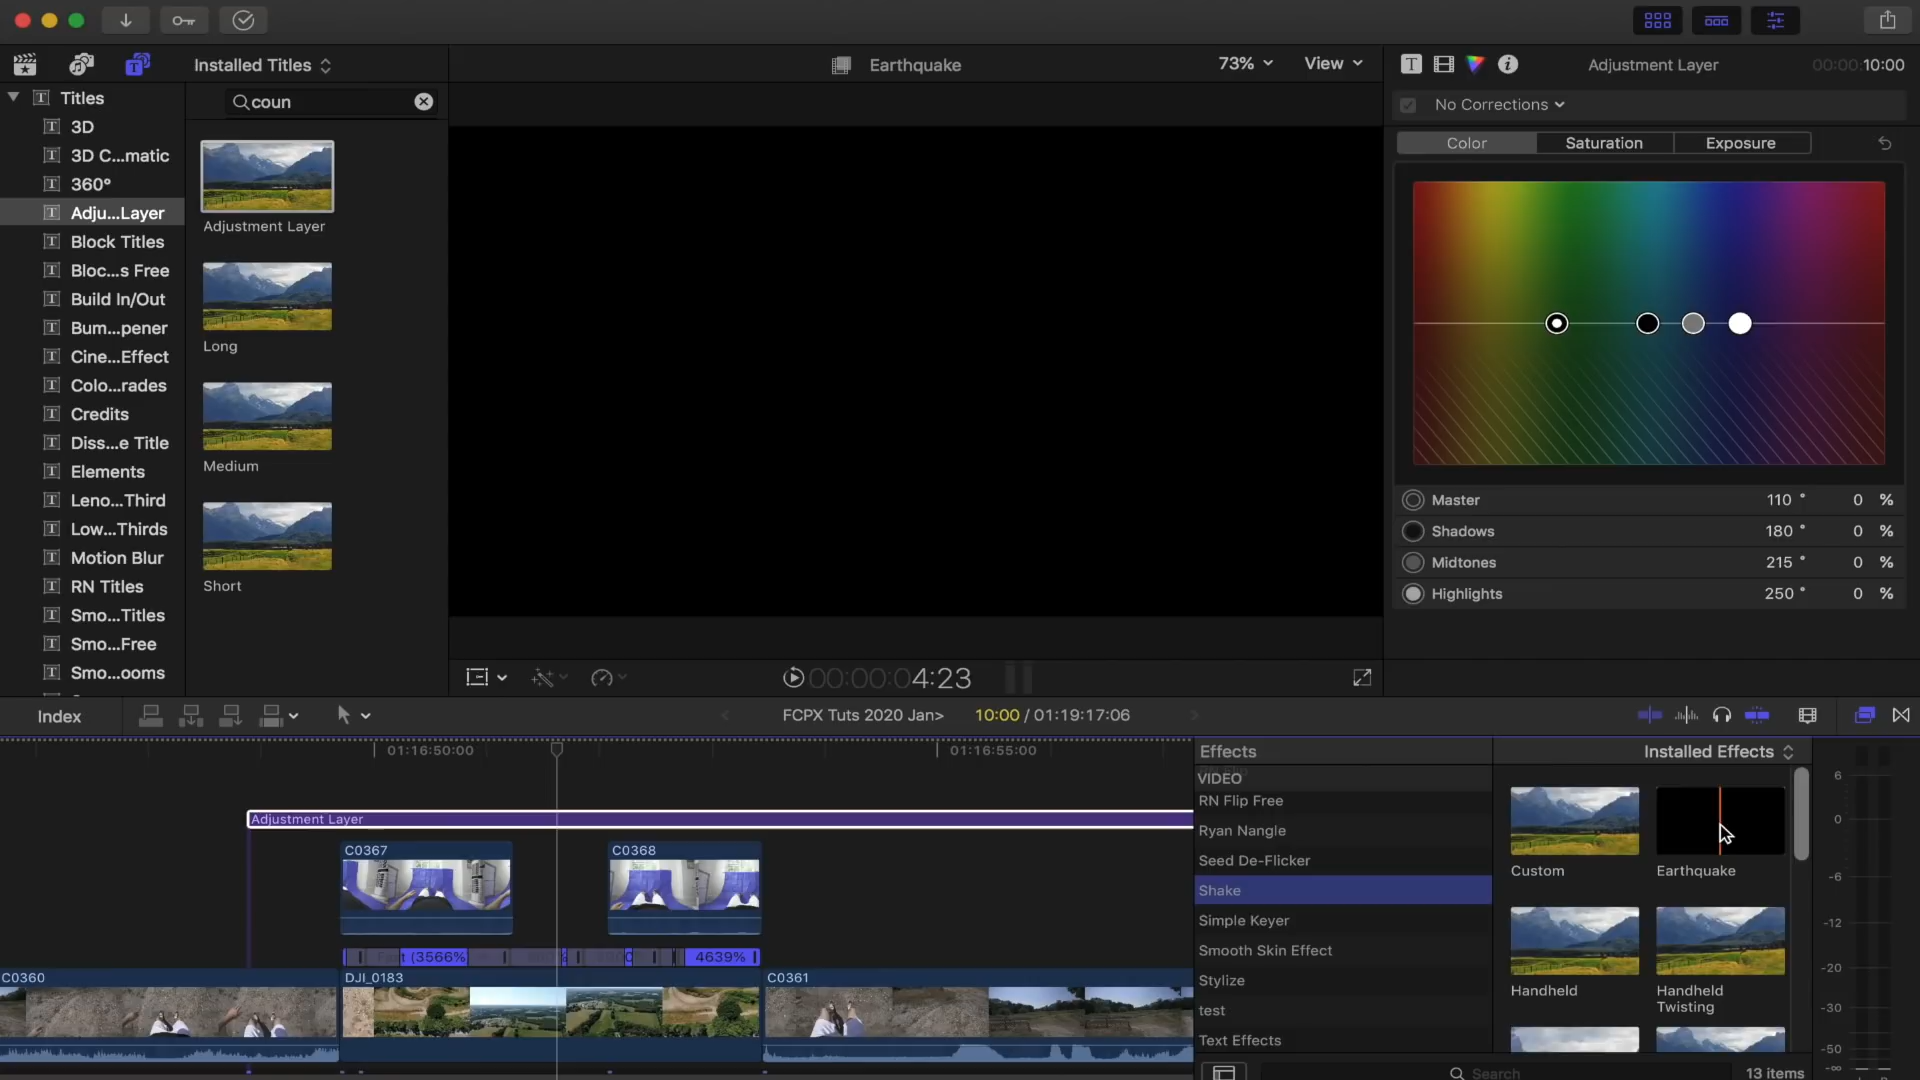 Installed Titles
Earthquake
73%
View
Adjustment Layer
00:00:10:00
Titles
coun
No Corrections
3D
3D C...matic
360°
Adju...Layer
Block Titles
Bloc...s Free
Build In/Out
Bum...pener
Cine...Effect
Colo...rades
Credits
Diss...e Title
Elements
Leno...Third
Low...Thirds
Motion Blur
RN Titles
Smo...Titles
Smo...Free
Smo...ooms
Adjustment Layer
Long
Medium
Short
Color
Saturation
Exposure
Master 110 ° 0 %
Shadows 180 ° 0 %
Midtones 215 ° 0 %
Highlights 250 ° 0 %
00:00:04:23
Index
FCPX Tuts 2020 Jan>
10:00 / 01:19:17:06
01:16:50:00
01:16:55:00
Adjustment Layer
C0367
C0368
(3566%
4639%
C0360
DJI_0183
C0361
Effects
Installed Effects
VIDEO
RN Flip Free
Ryan Nangle
Seed De-Flicker
Shake
Simple Keyer
Smooth Skin Effect
Stylize
test
Text Effects
Custom
Earthquake
Handheld
Handheld
Twisting
Search
13 items
6
0
-6
-12
-20
-30
-50
-∞